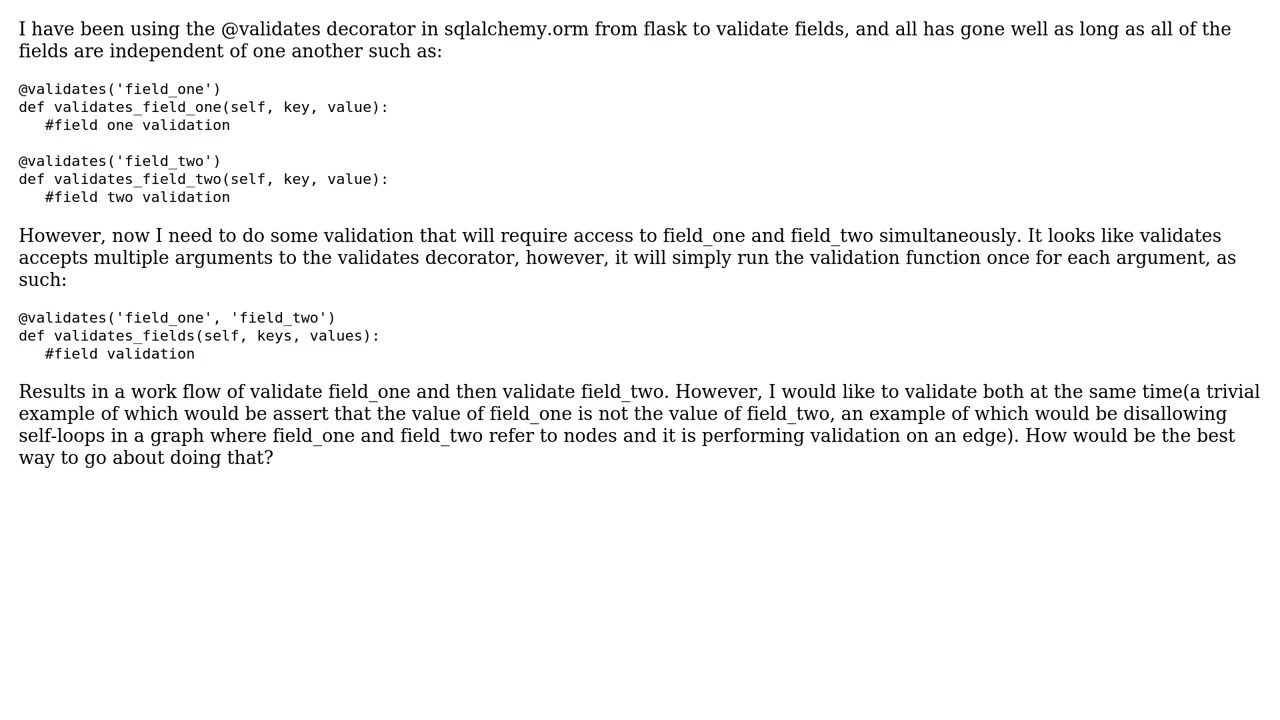 I have been using the @validates decorator in sqlalchemy.orm from flask to validate fields, and all has gone well as long as all of the
fields are independent of one another such as:
@validates('field_one')
def validates_field_one(self, key, value):
   #field one validation
@validates('field_two')
def validates_field_two(self, key, value):
   #field two validation
However, now I need to do some validation that will require access to field_one and field_two simultaneously. It looks like validates
accepts multiple arguments to the validates decorator, however, it will simply run the validation function once for each argument, as
such:
@validates('field_one', 'field_two')
def validates_fields(self, keys, values):
   #field validation
Results in a work flow of validate field_one and then validate field_two. However, I would like to validate both at the same time(a trivial
example of which would be assert that the value of field_one is not the value of field_two, an example of which would be disallowing
self-loops in a graph where field_one and field_two refer to nodes and it is performing validation on an edge). How would be the best
way to go about doing that?